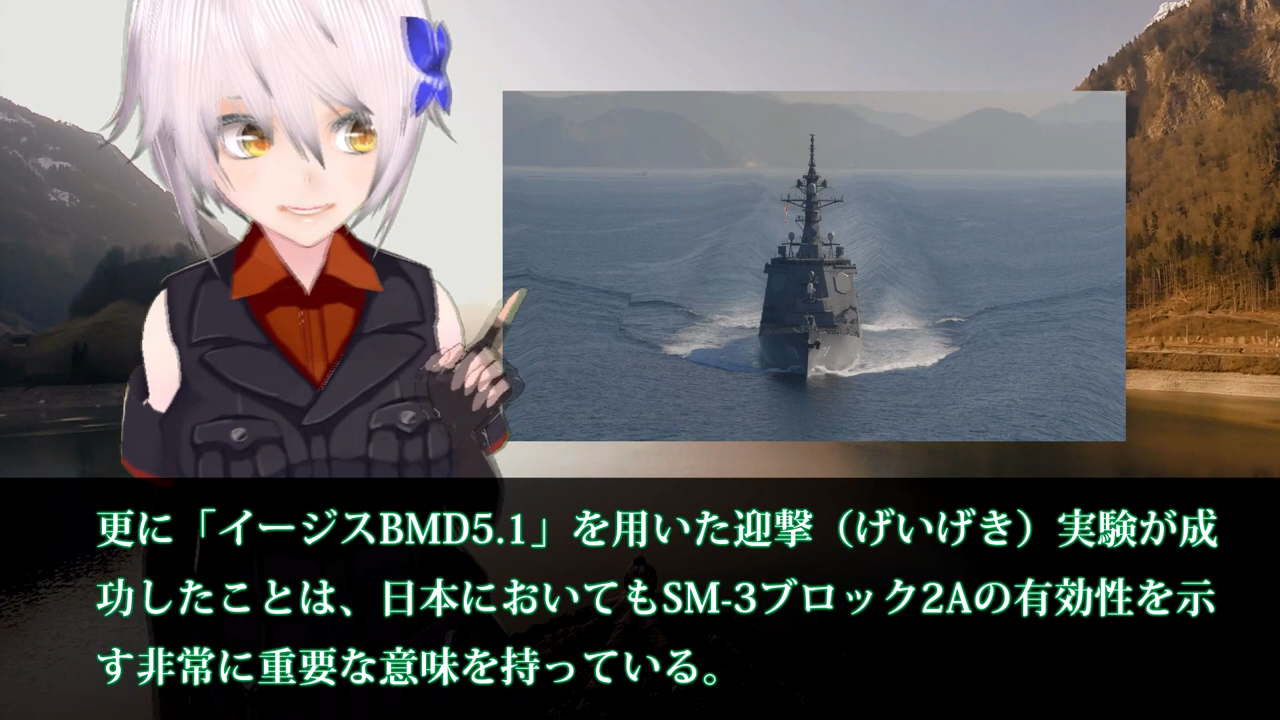 更に「イージスBMD5.1」を用いた迎撃（げいげき）実験が成
功したことは、日本においてもSM-3ブロック2Aの有効性を示
す非常に重要な意味を持っている。